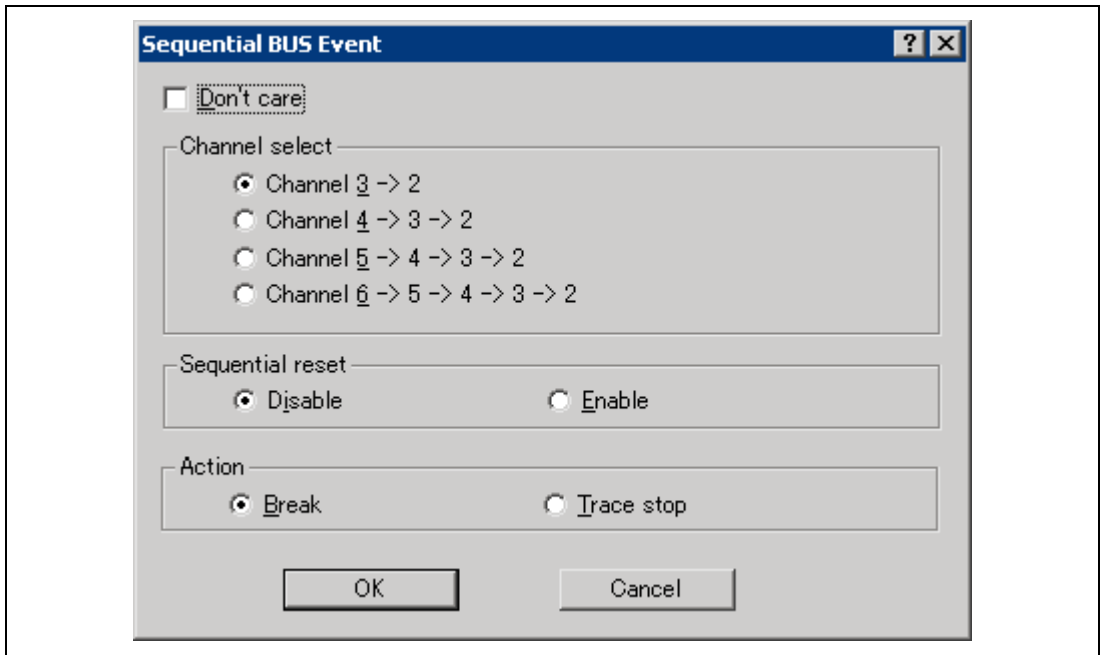 Sequential BUS Event
Don't care
Channel select
Channel 3 -> 2
Channel 4 -> 3 -> 2
Channel 5 -> 4 -> 3 -> 2
Channel 6 -> 5 -> 4 -> 3 -> 2
Sequential reset
Disable Enable
Action
Break Trace stop
OK Cancel